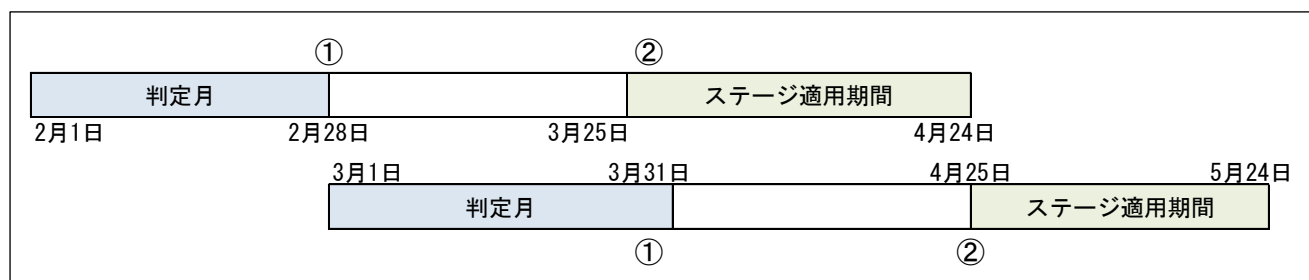 ① ②
判定月 ステージ適用期間
2月1日 2月28日 3月25日 4月24日
3月1日 3月31日 4月25日 5月24日
判定月 ステージ適用期間
① ②